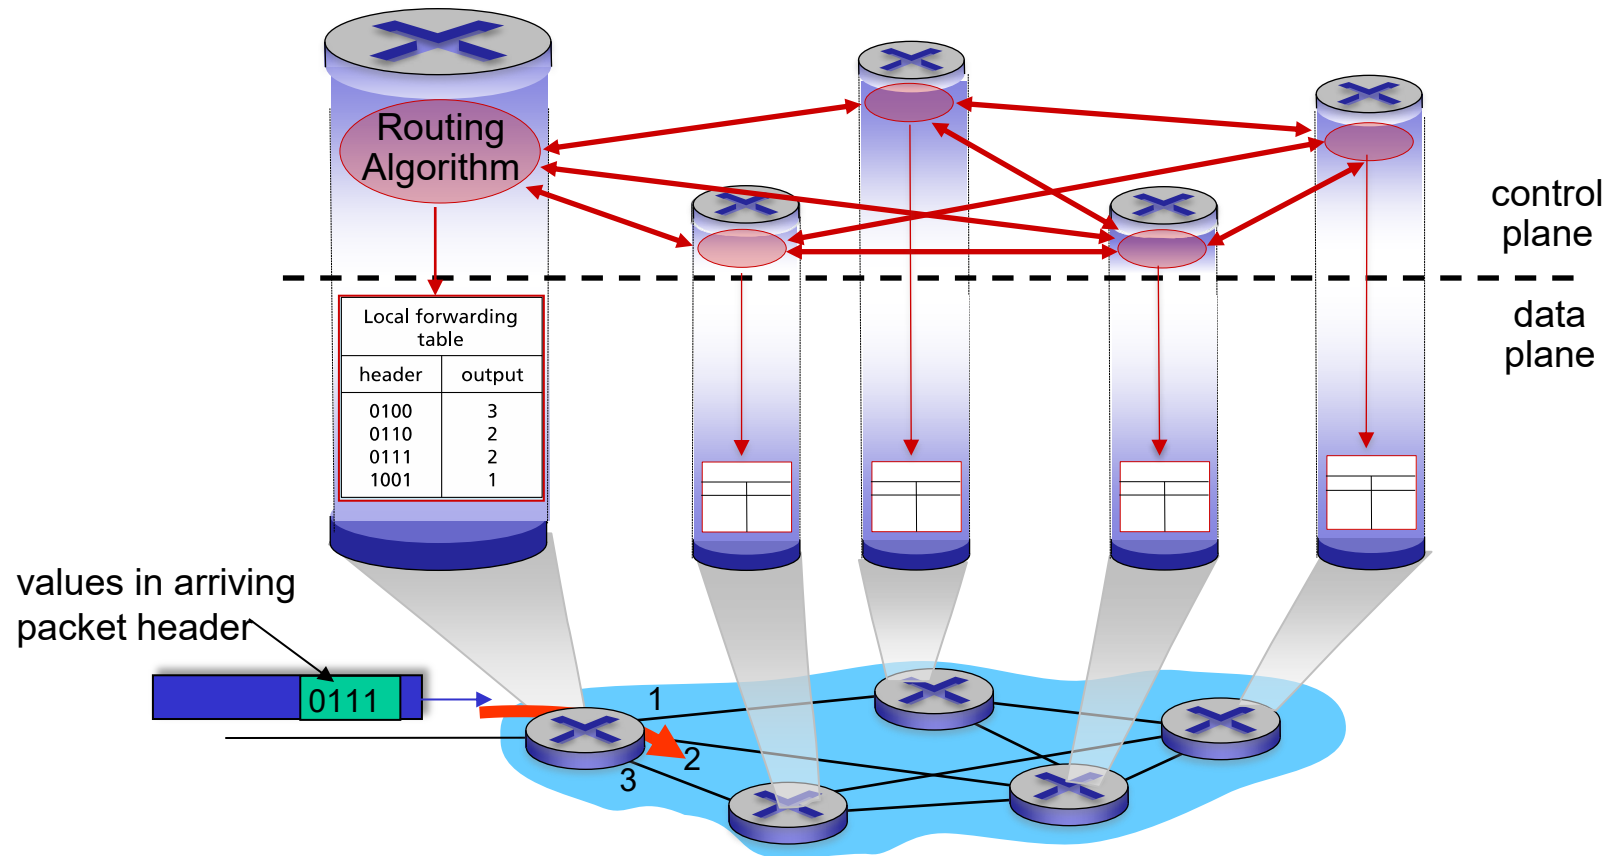 Routing
Algorithm
control
plane
data
plane
Local forwarding
table
header output
0100 3
0110 2
0111 2
1001 1
values in arriving
packet header
0111
1
2
3